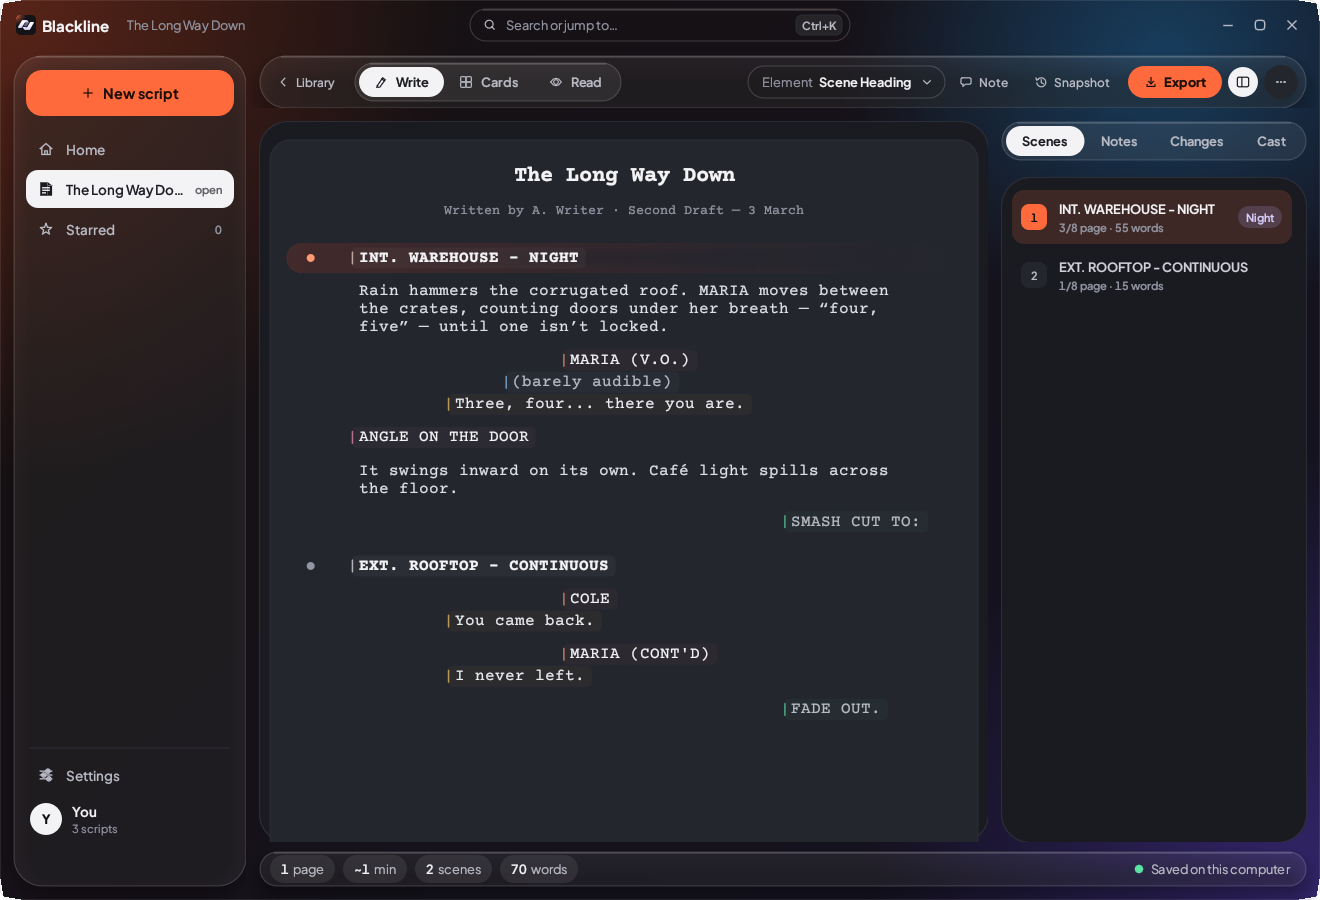 Blackline
The Long Way Down
Search or jump to...
Ctrl+K
+ New script
Home
The Long Way Do...
open
Starred
0
Settings
Y
You
3 scripts
Library
Write
Cards
Read
Element Scene Heading
Note
Snapshot
Export
The Long Way Down
Written by A. Writer · Second Draft — 3 March
INT. WAREHOUSE - NIGHT
Rain hammers the corrugated roof. MARIA moves between
the crates, counting doors under her breath — “four,
five” — until one isn’t locked.
MARIA (V.O.)
(barely audible)
Three, four... there you are.
ANGLE ON THE DOOR
It swings inward on its own. Café light spills across
the floor.
SMASH CUT TO:
EXT. ROOFTOP - CONTINUOUS
COLE
You came back.
MARIA (CONT'D)
I never left.
FADE OUT.
Scenes
Notes
Changes
Cast
1
INT. WAREHOUSE - NIGHT
3/8 page · 55 words
Night
2
EXT. ROOFTOP - CONTINUOUS
1/8 page · 15 words
1 page
~1 min
2 scenes
70 words
Saved on this computer